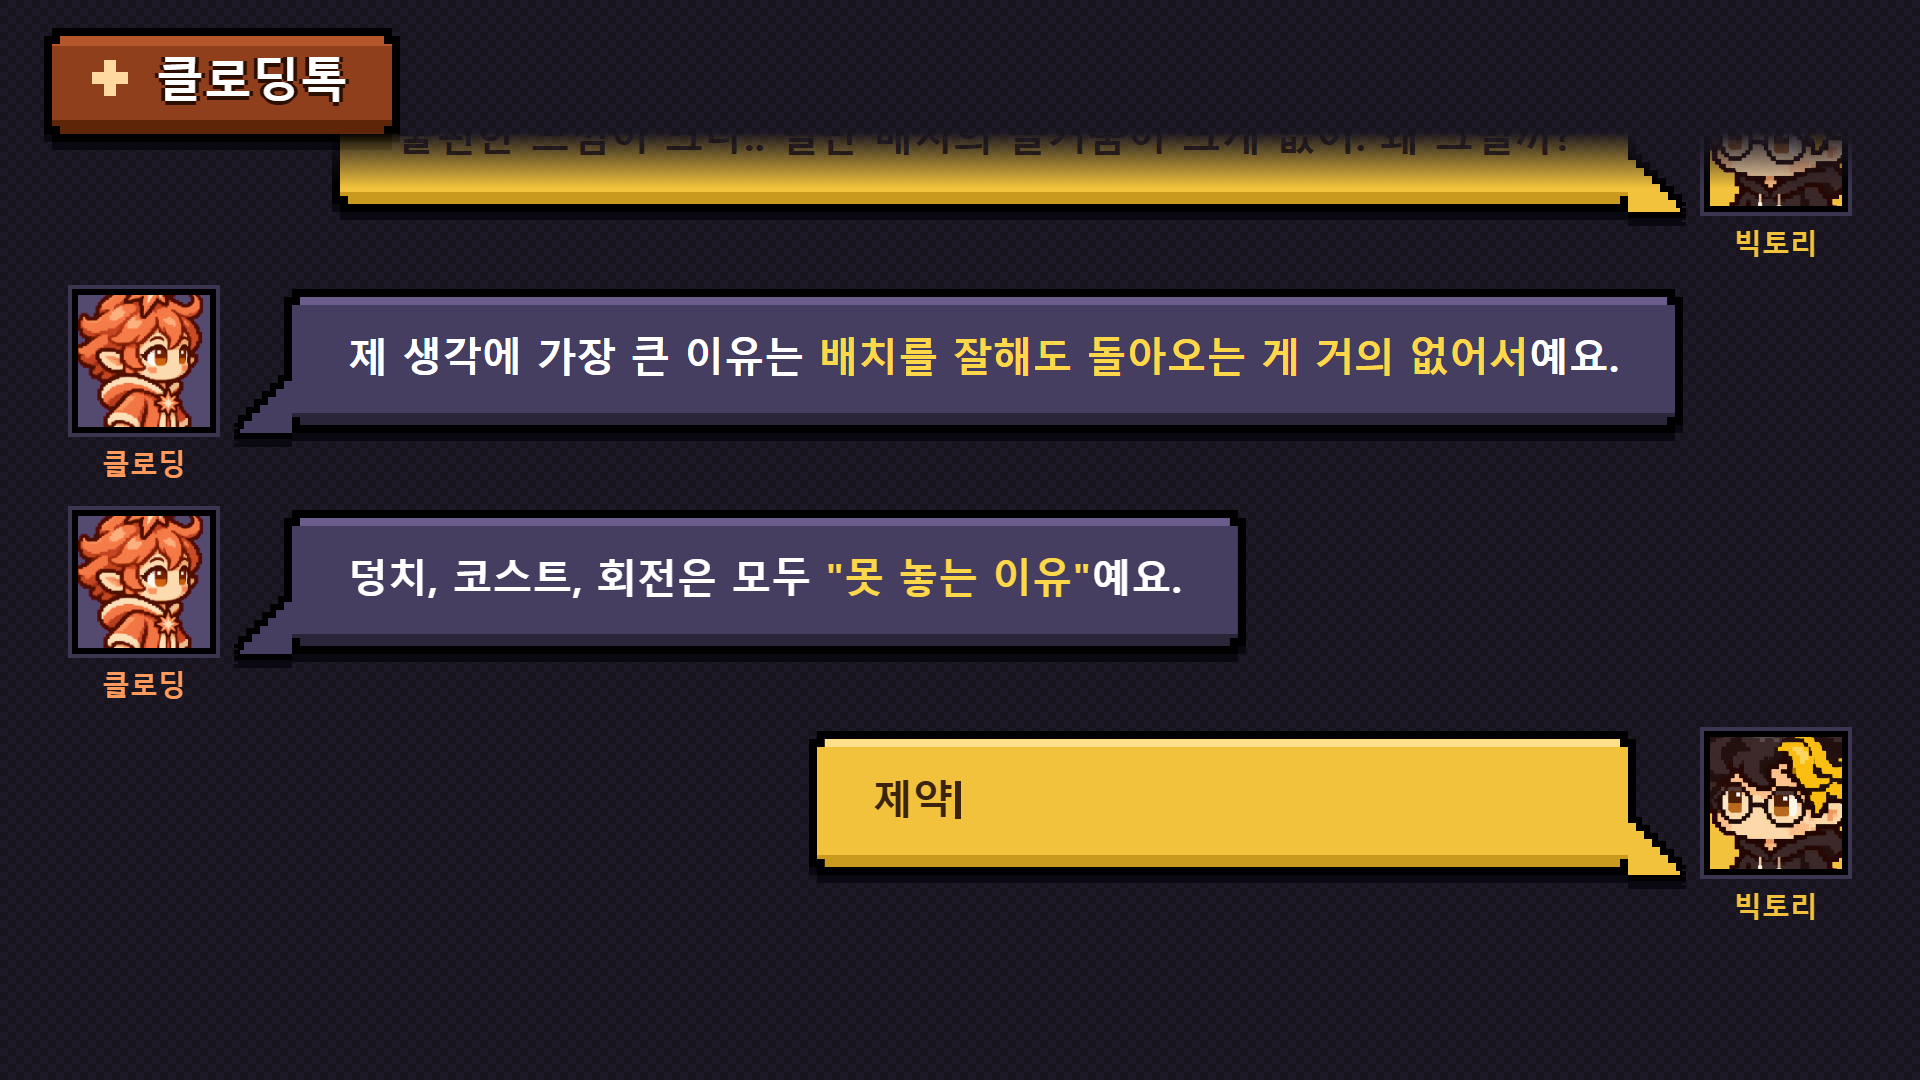 클로딩톡
빅토리
제 생각에 가장 큰 이유는 배치를 잘해도 돌아오는 게 거의 없어서예요.
클로딩
덩치, 코스트, 회전은 모두 "못 놓는 이유"예요.
클로딩
제약
빅토리